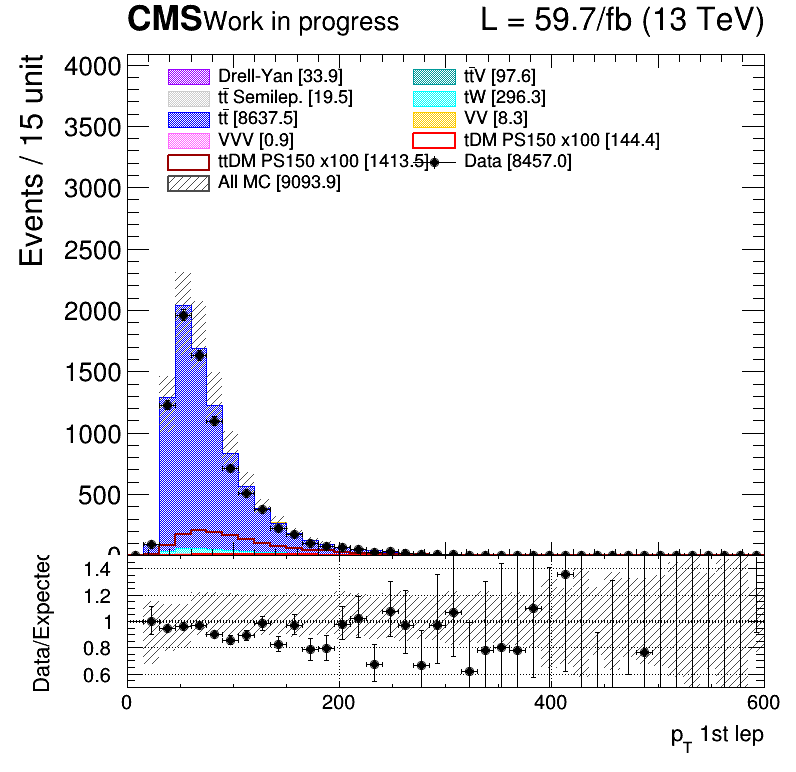 CMS Work in progress L = 59.7/fb (13 TeV)
Events / 15 unit
4000
3500
3000
2500
2000
1500
1000
500
0
Drell-Yan [33.9]
tt̄V [97.6]
tt̄ Semilep. [19.5]
tW [296.3]
tt̄ [8637.5]
VV [8.3]
VVV [0.9]
tDM PS150 x100 [144.4]
ttDM PS150 x100 [1413.5]
Data [8457.0]
All MC [9093.9]
Data/Expected
1.4
1.2
1
0.8
0.6
0 200 400 600
p_T 1st lep